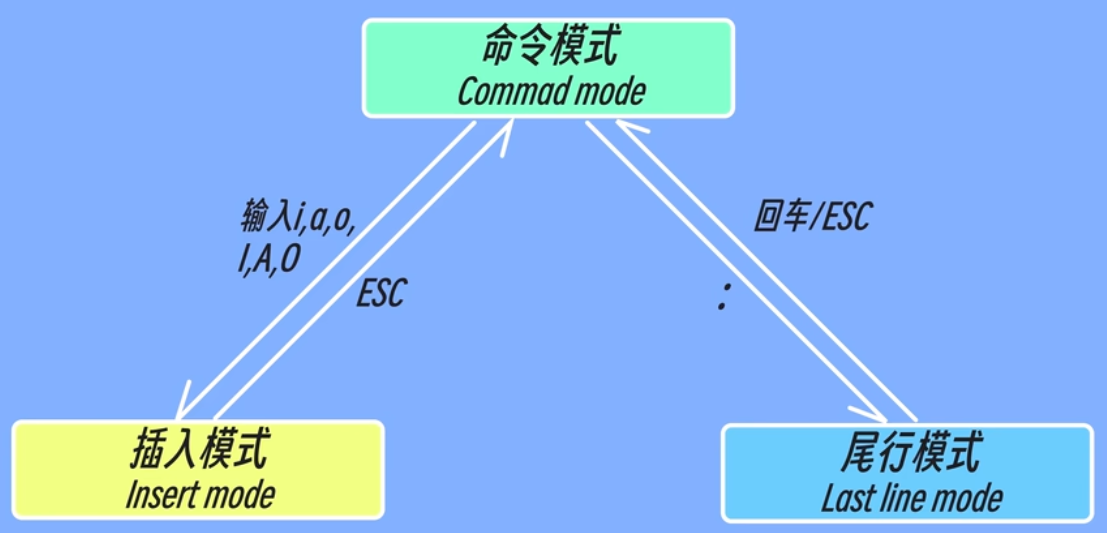 命令模式
Commad mode
输入i,a,o,
I,A,O
ESC
回车/ESC
:
插入模式
Insert mode
尾行模式
Last line mode